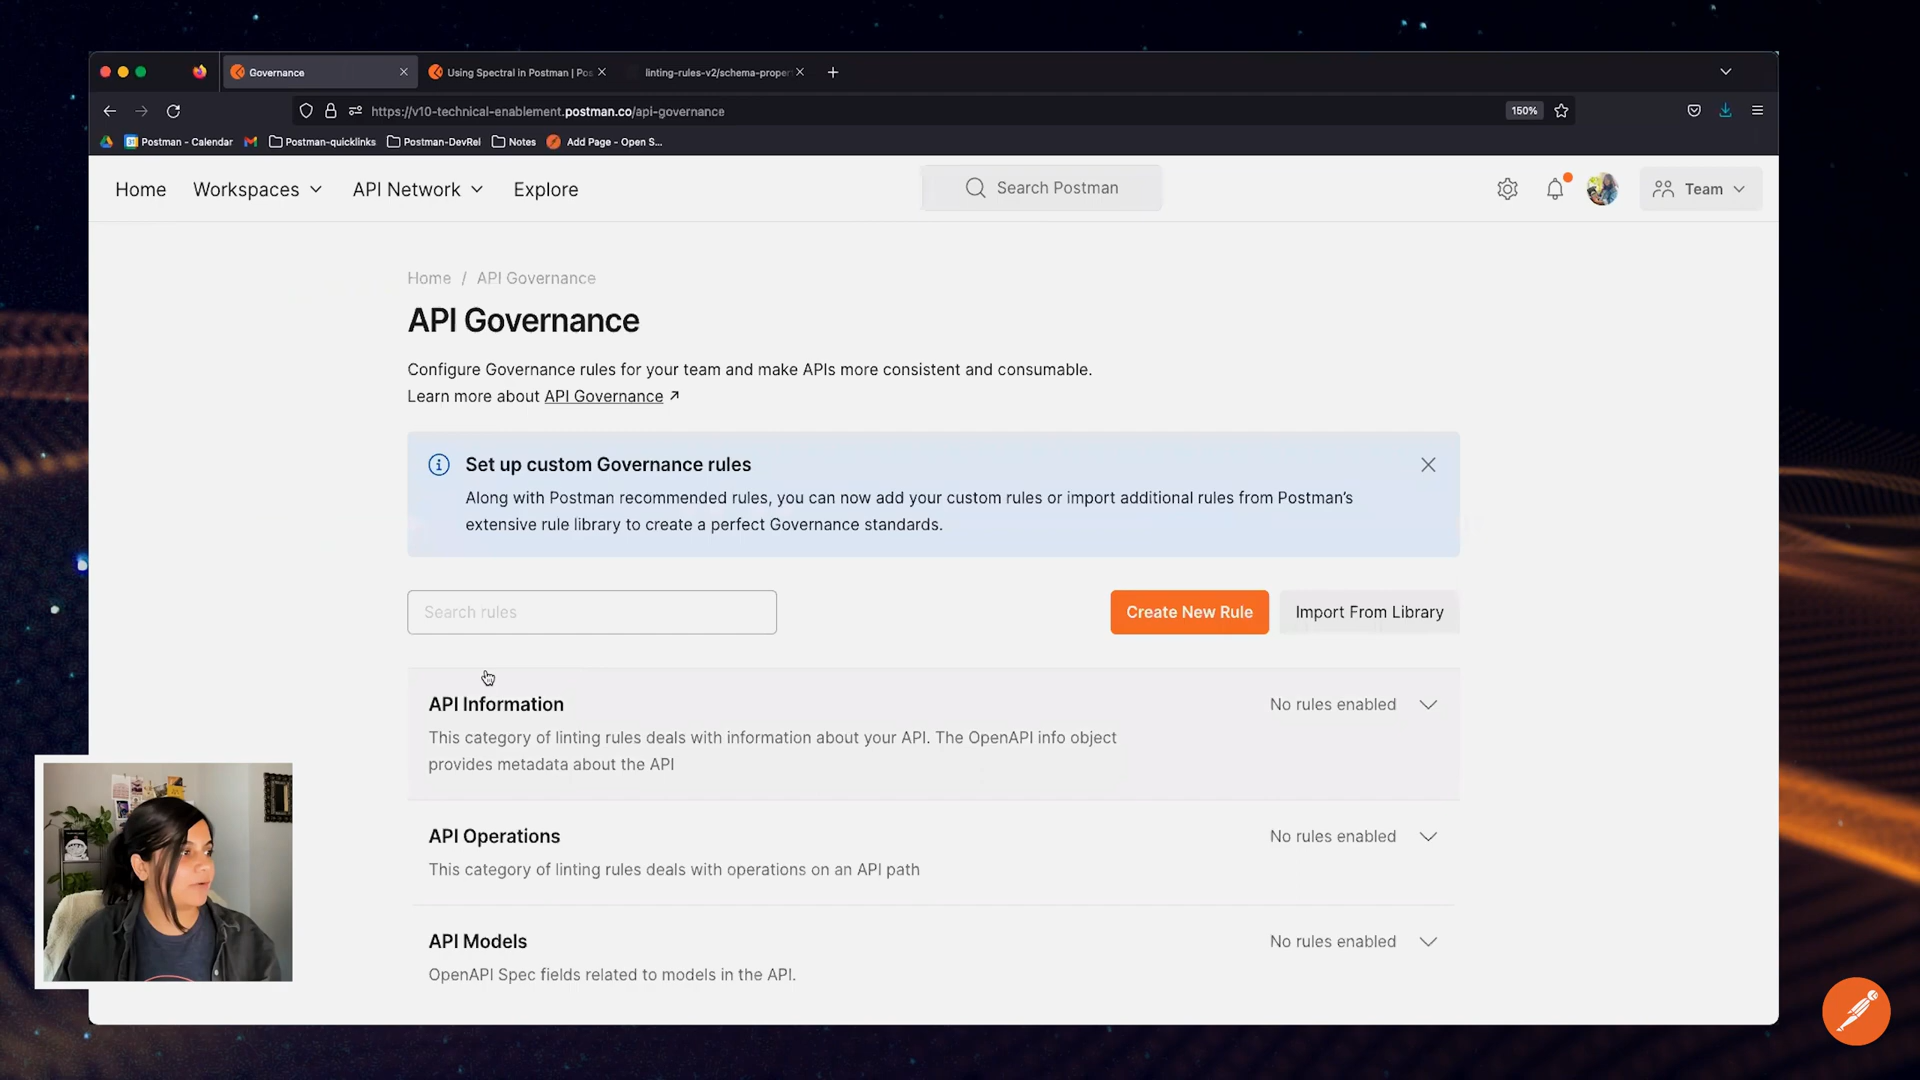 Governance
Using Spectral in Postman | Pos
linting-rules-v2/schema-proper
https://v10-technical-enablement.postman.co/api-governance
150%
Postman - Calendar
Postman-quicklinks
Postman-DevRel
Notes
Add Page - Open S...
Home
Workspaces
API Network
Explore
Search Postman
Team
Home / API Governance
API Governance
Configure Governance rules for your team and make APIs more consistent and consumable.
Learn more about API Governance ↗
Set up custom Governance rules
Along with Postman recommended rules, you can now add your custom rules or import additional rules from Postman's
extensive rule library to create a perfect Governance standards.
Search rules
Create New Rule
Import From Library
API Information
No rules enabled
This category of linting rules deals with information about your API. The OpenAPI info object
provides metadata about the API
API Operations
No rules enabled
This category of linting rules deals with operations on an API path
API Models
No rules enabled
OpenAPI Spec fields related to models in the API.